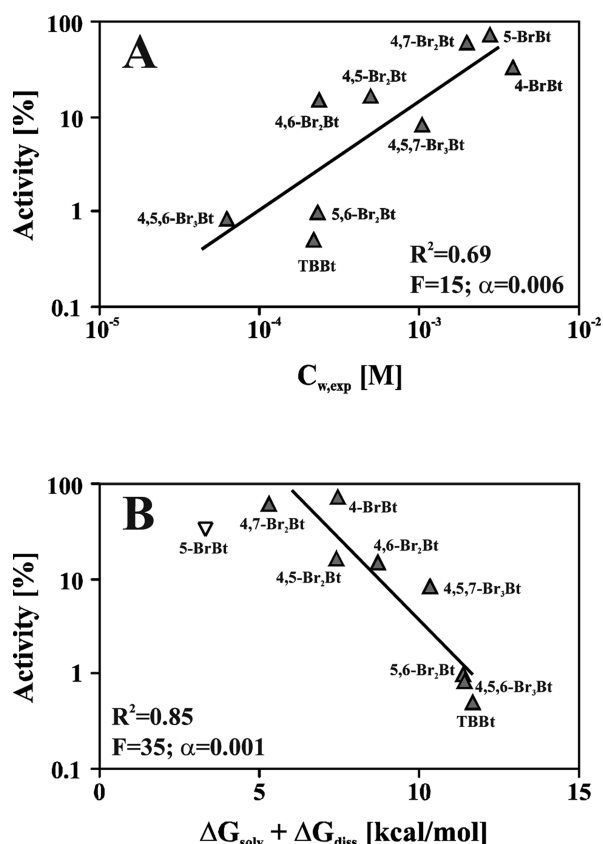 A
Activity [%]
100
10
1
0.1
4,7-Br₂Bt
5-BrBt
4-BrBt
4,5-Br₂Bt
4,6-Br₂Bt
4,5,7-Br₃Bt
4,5,6-Br₃Bt
5,6-Br₂Bt
TBBt
R²=0.69
F=15; α=0.006
10⁻⁵ 10⁻⁴ 10⁻³ 10⁻²
C_w,exp [M]
B
Activity [%]
100
10
1
0.1
4-BrBt
4,7-Br₂Bt
5-BrBt
4,6-Br₂Bt
4,5-Br₂Bt
4,5,7-Br₃Bt
5,6-Br₂Bt
4,5,6-Br₃Bt
TBBt
R²=0.85
F=35; α=0.001
0 5 10 15
ΔG_solv + ΔG_diss [kcal/mol]